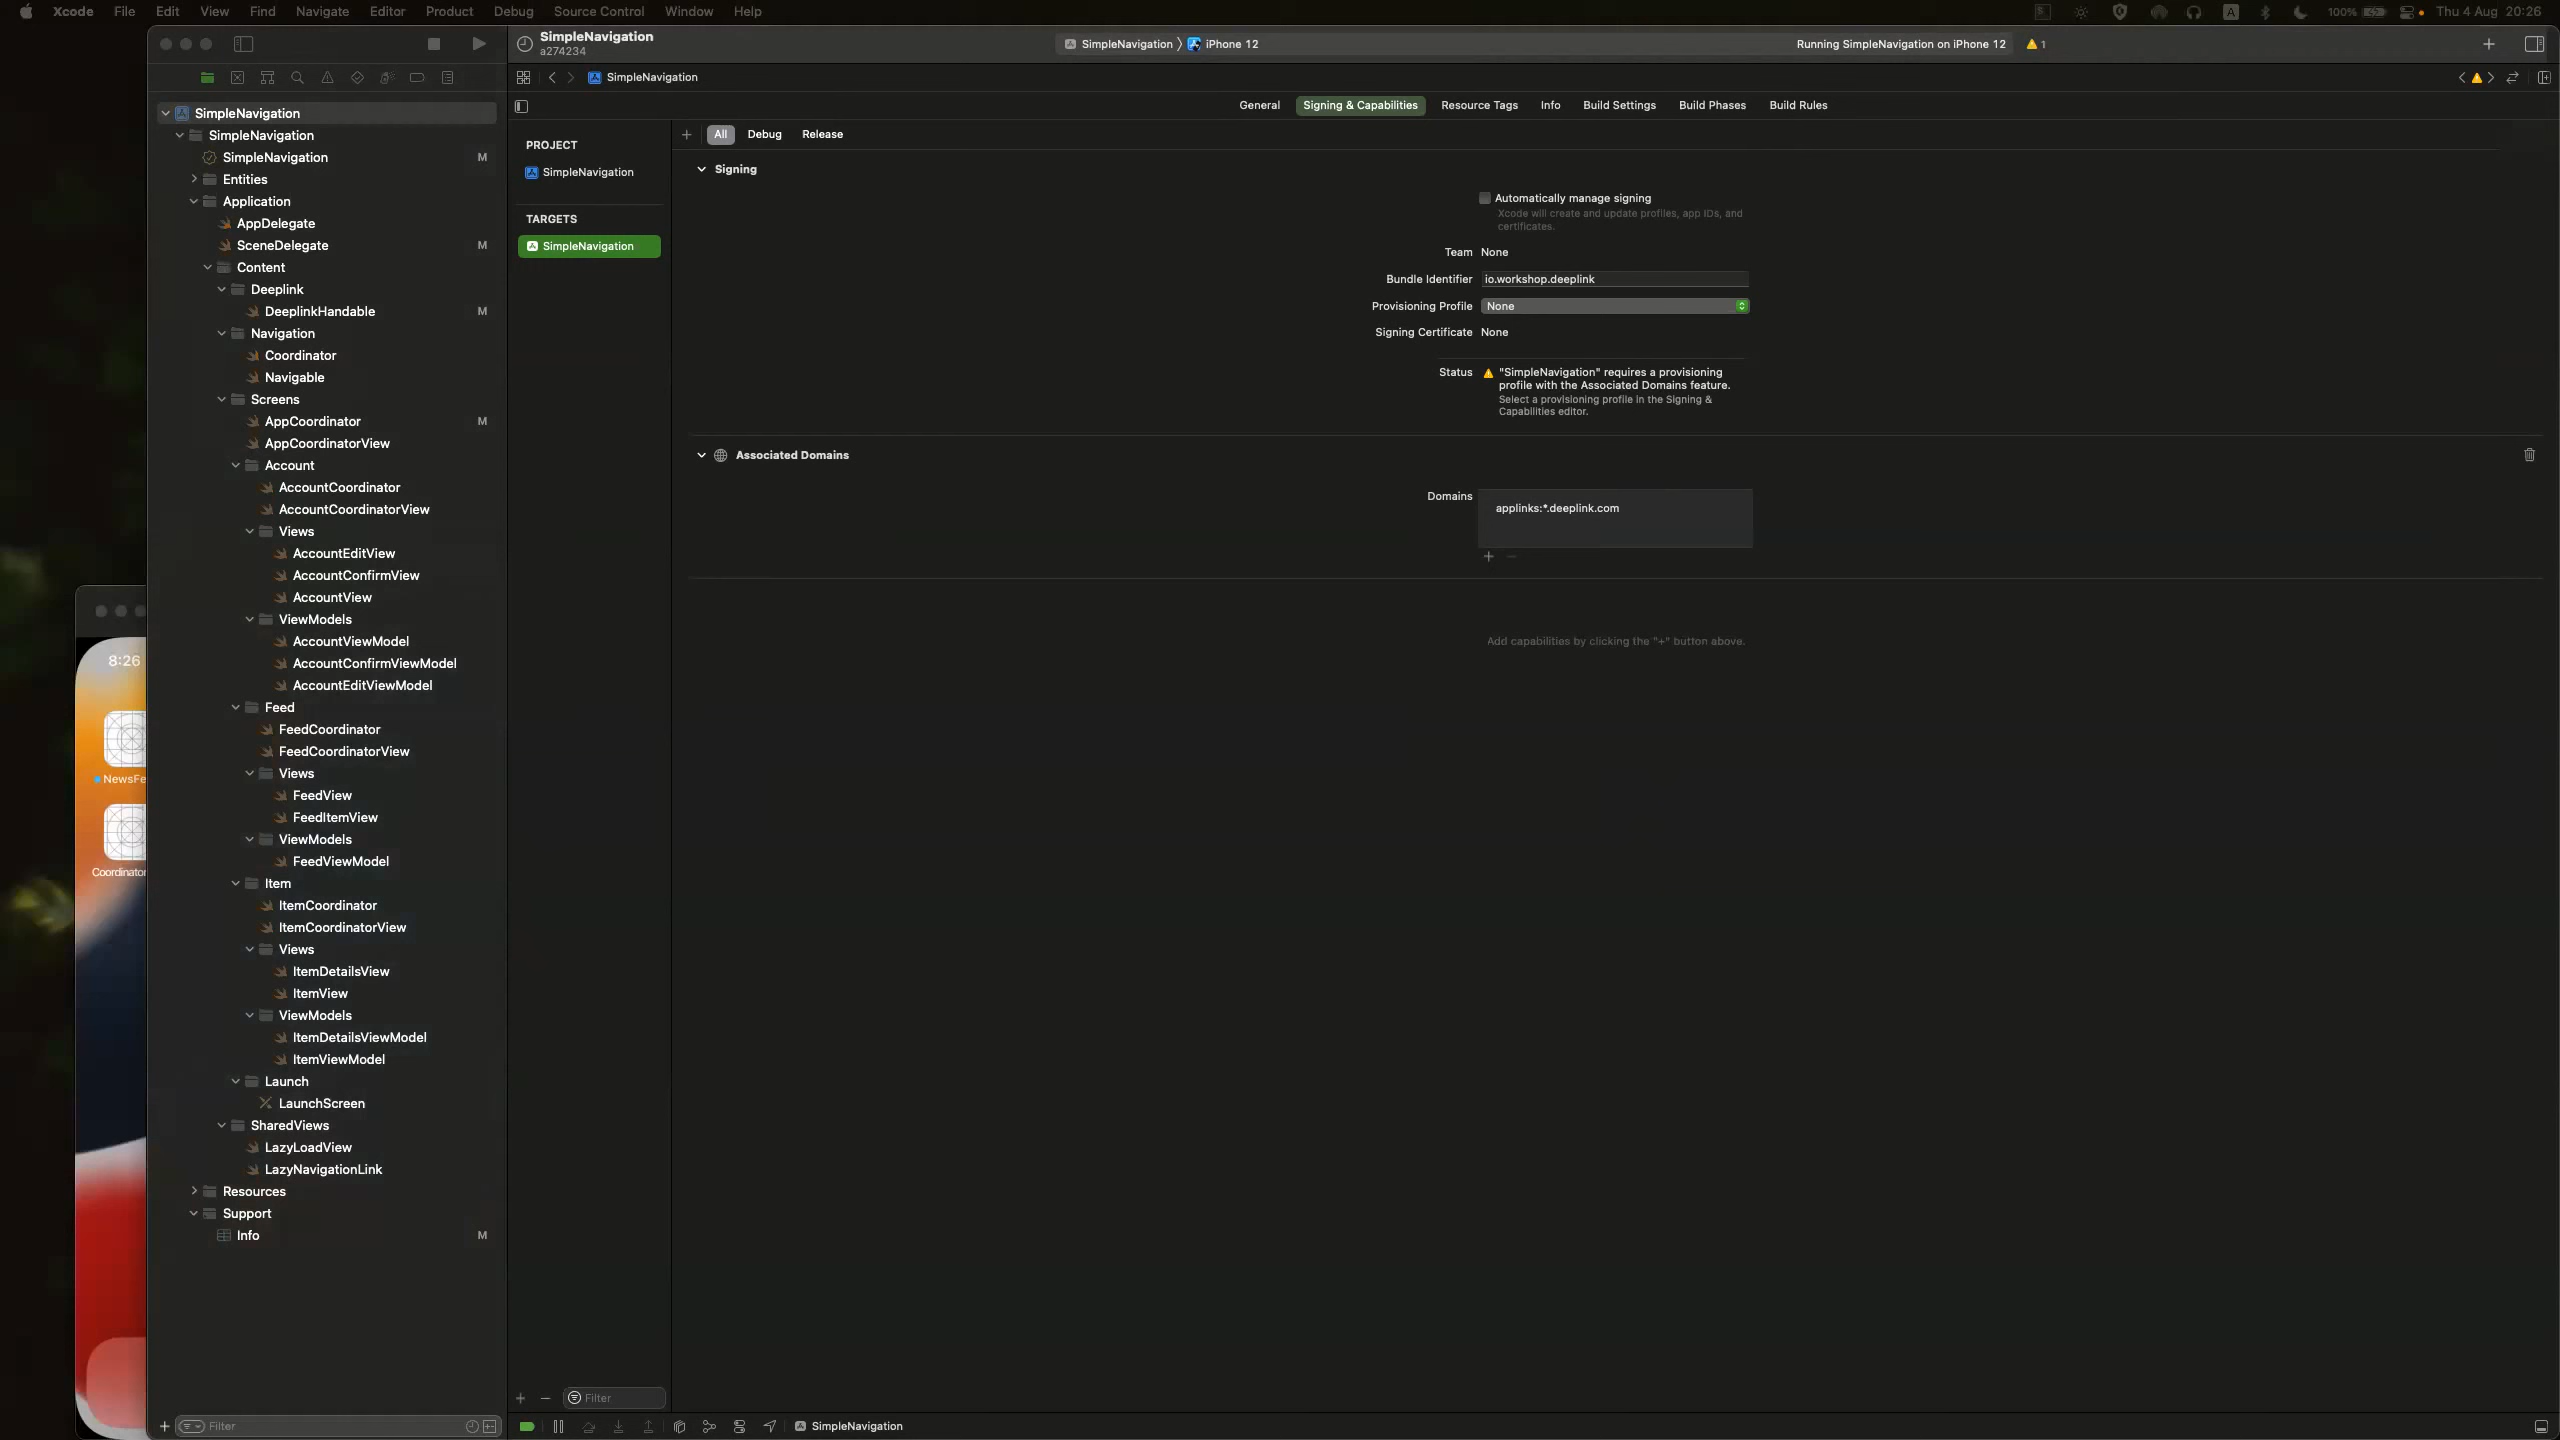 Xcode File Edit View Find Navigate Editor Product Debug Source Control Window Help
100% Thu 4 Aug 20:26
SimpleNavigation
a274234
SimpleNavigation
iPhone 12
Running SimpleNavigation on iPhone 12
1
SimpleNavigation
General Signing & Capabilities Resource Tags Info Build Settings Build Phases Build Rules
SimpleNavigation
SimpleNavigation
SimpleNavigation M
Entities
Application
AppDelegate
SceneDelegate M
Content
Deeplink
DeeplinkHandable M
Navigation
Coordinator
Navigable
Screens
AppCoordinator M
AppCoordinatorView
Account
AccountCoordinator
AccountCoordinatorView
Views
AccountEditView
AccountConfirmView
AccountView
ViewModels
AccountViewModel
AccountConfirmViewModel
AccountEditViewModel
Feed
FeedCoordinator
FeedCoordinatorView
Views
FeedView
FeedItemView
ViewModels
FeedViewModel
Item
ItemCoordinator
ItemCoordinatorView
Views
ItemDetailsView
ItemView
ViewModels
ItemDetailsViewModel
ItemViewModel
Launch
LaunchScreen
SharedViews
LazyLoadView
LazyNavigationLink
Resources
Support
Info M
Filter
8:26
NewsFe
Coordinator
PROJECT
SimpleNavigation
TARGETS
SimpleNavigation
Filter
All Debug Release
Signing
Automatically manage signing
Xcode will create and update profiles, app IDs, and
certificates.
Team None
Bundle Identifier io.workshop.deeplink
Provisioning Profile None
Signing Certificate None
Status "SimpleNavigation" requires a provisioning
profile with the Associated Domains feature.
Select a provisioning profile in the Signing &
Capabilities editor.
Associated Domains
Domains
applinks:*.deeplink.com
Add capabilities by clicking the "+" button above.
SimpleNavigation